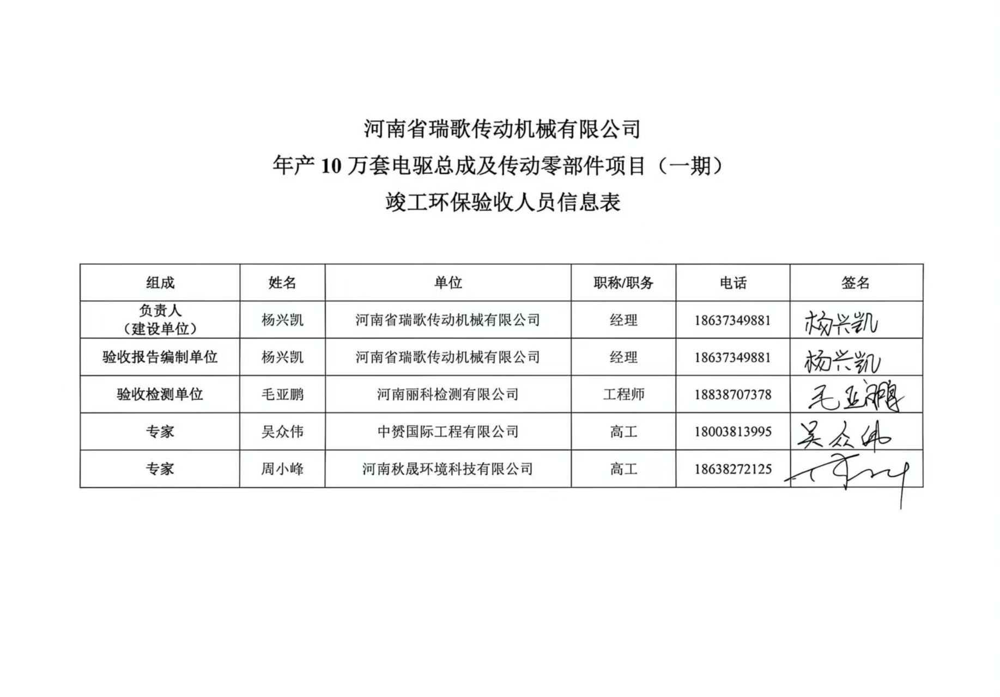 河南省瑞歌传动机械有限公司
年产 10 万套电驱总成及传动零部件项目（一期）
竣工环保验收人员信息表
组成 姓名 单位 职称/职务 电话 签名
负责人
（建设单位） 杨兴凯 河南省瑞歌传动机械有限公司 经理 18637349881 杨兴凯
验收报告编制单位 杨兴凯 河南省瑞歌传动机械有限公司 经理 18637349881 杨兴凯
验收检测单位 毛亚鹏 河南丽科检测有限公司 工程师 18838707378 毛亚鹏
专家 吴众伟 中赟国际工程有限公司 高工 18003813995 吴众伟
专家 周小峰 河南秋晟环境科技有限公司 高工 18638272125